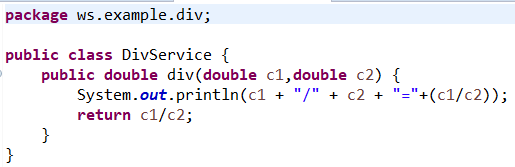 package ws.example.div;
public class DivService {
public double div(double c1,double c2) {
System.out.println(c1 + "/" + c2 + "="+(c1/c2));
return c1/c2;
}
}